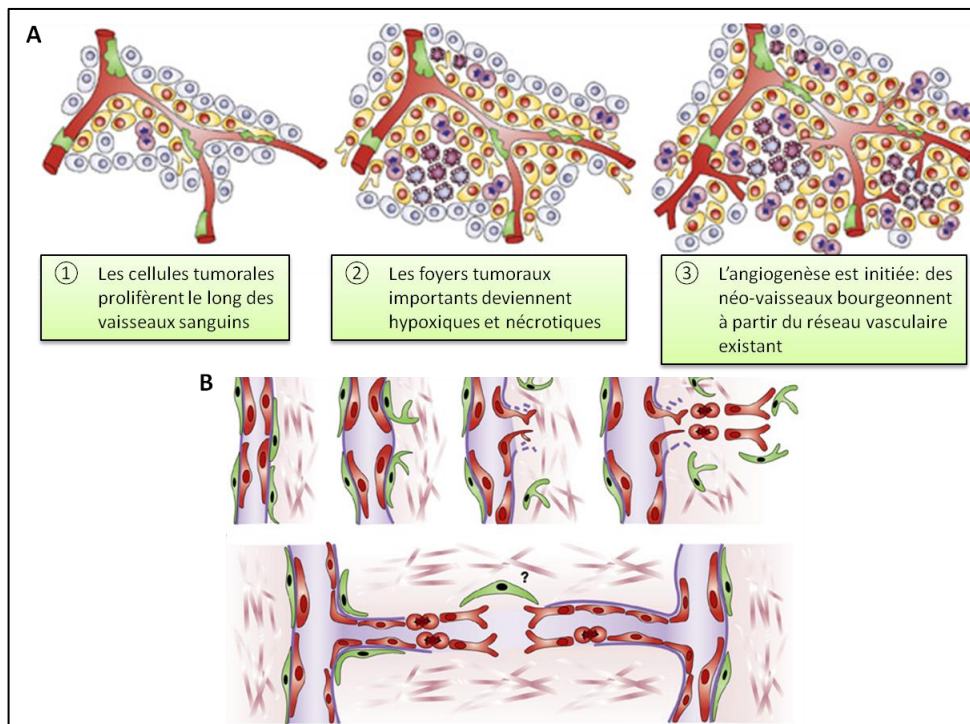 A
① Les cellules tumorales
prolifèrent le long des
vaisseaux sanguins
② Les foyers tumoraux
importants deviennent
hypoxiques et nécrotiques
③ L'angiogenèse est initiée: des
néo-vaisseaux bourgeonnent
à partir du réseau vasculaire
existant
B
?